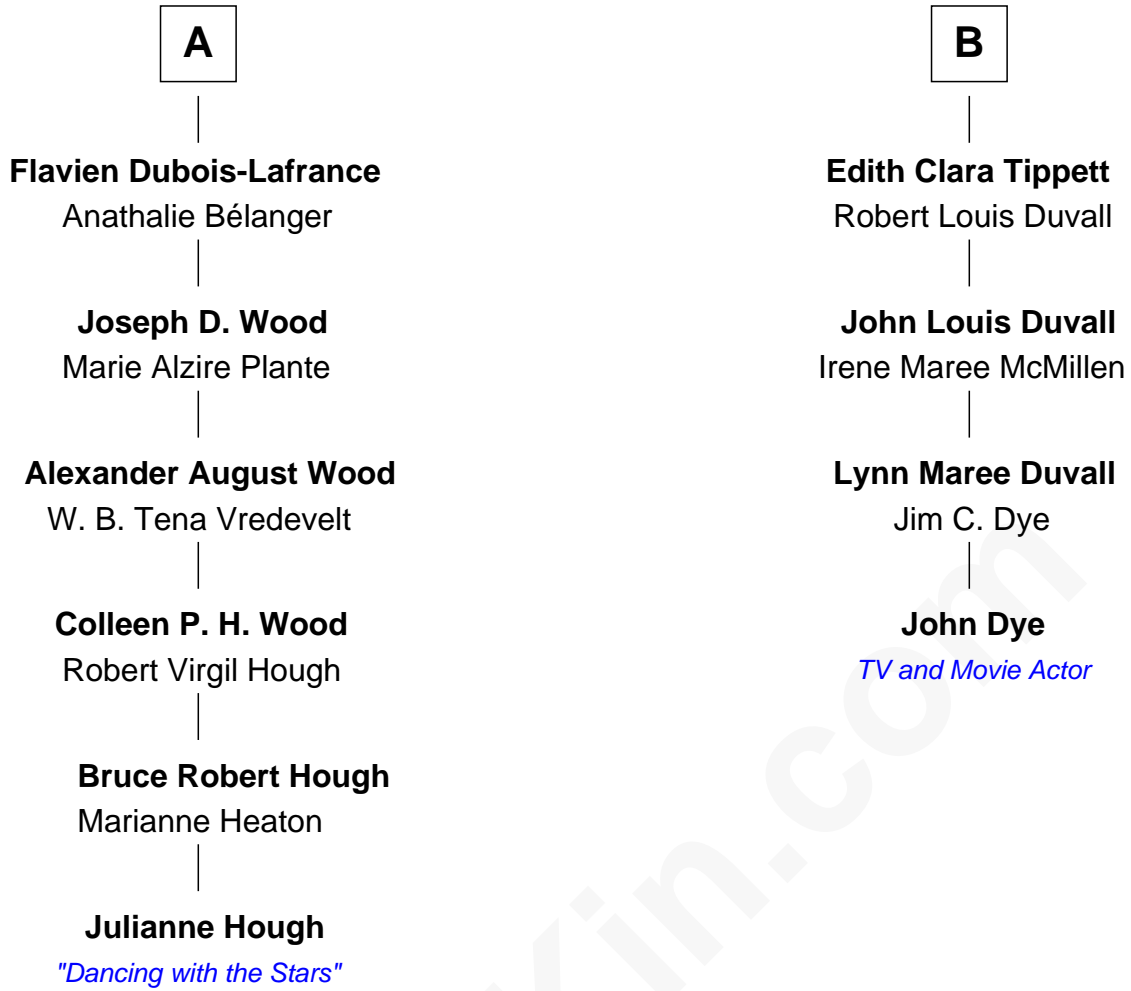 A
Flavien Dubois-Lafrance
Anathalie Bélanger
Joseph D. Wood
Marie Alzire Plante
Alexander August Wood
W. B. Tena Vredevelt
Colleen P. H. Wood
Robert Virgil Hough
Bruce Robert Hough
Marianne Heaton
Julianne Hough
"Dancing with the Stars"
B
Edith Clara Tippett
Robert Louis Duvall
John Louis Duvall
Irene Maree McMillen
Lynn Maree Duvall
Jim C. Dye
John Dye
TV and Movie Actor
Kin.com